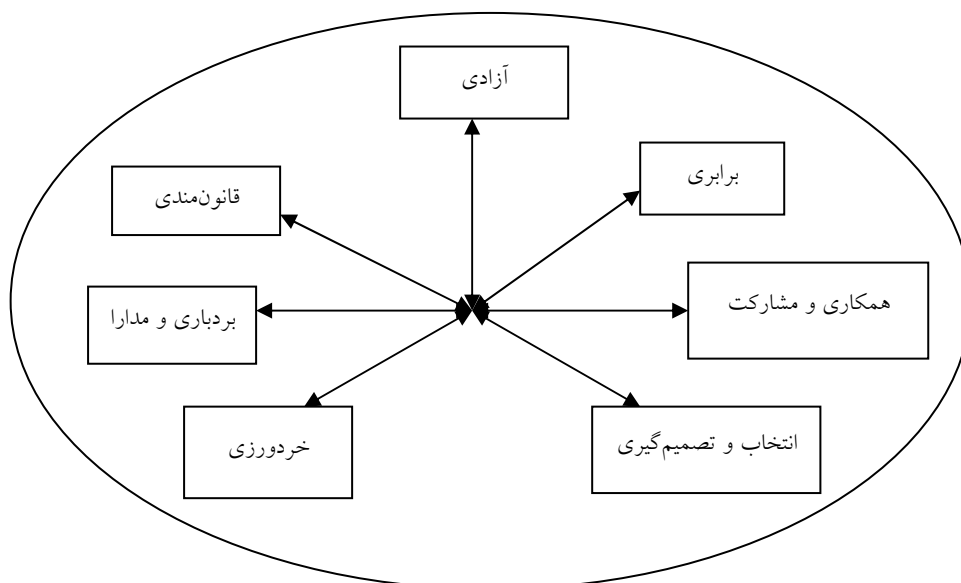 آزادی
برابری
قانون‌مندی
همکاری و مشارکت
بردباری و مدارا
انتخاب و تصمیم‌گیری
خردورزی